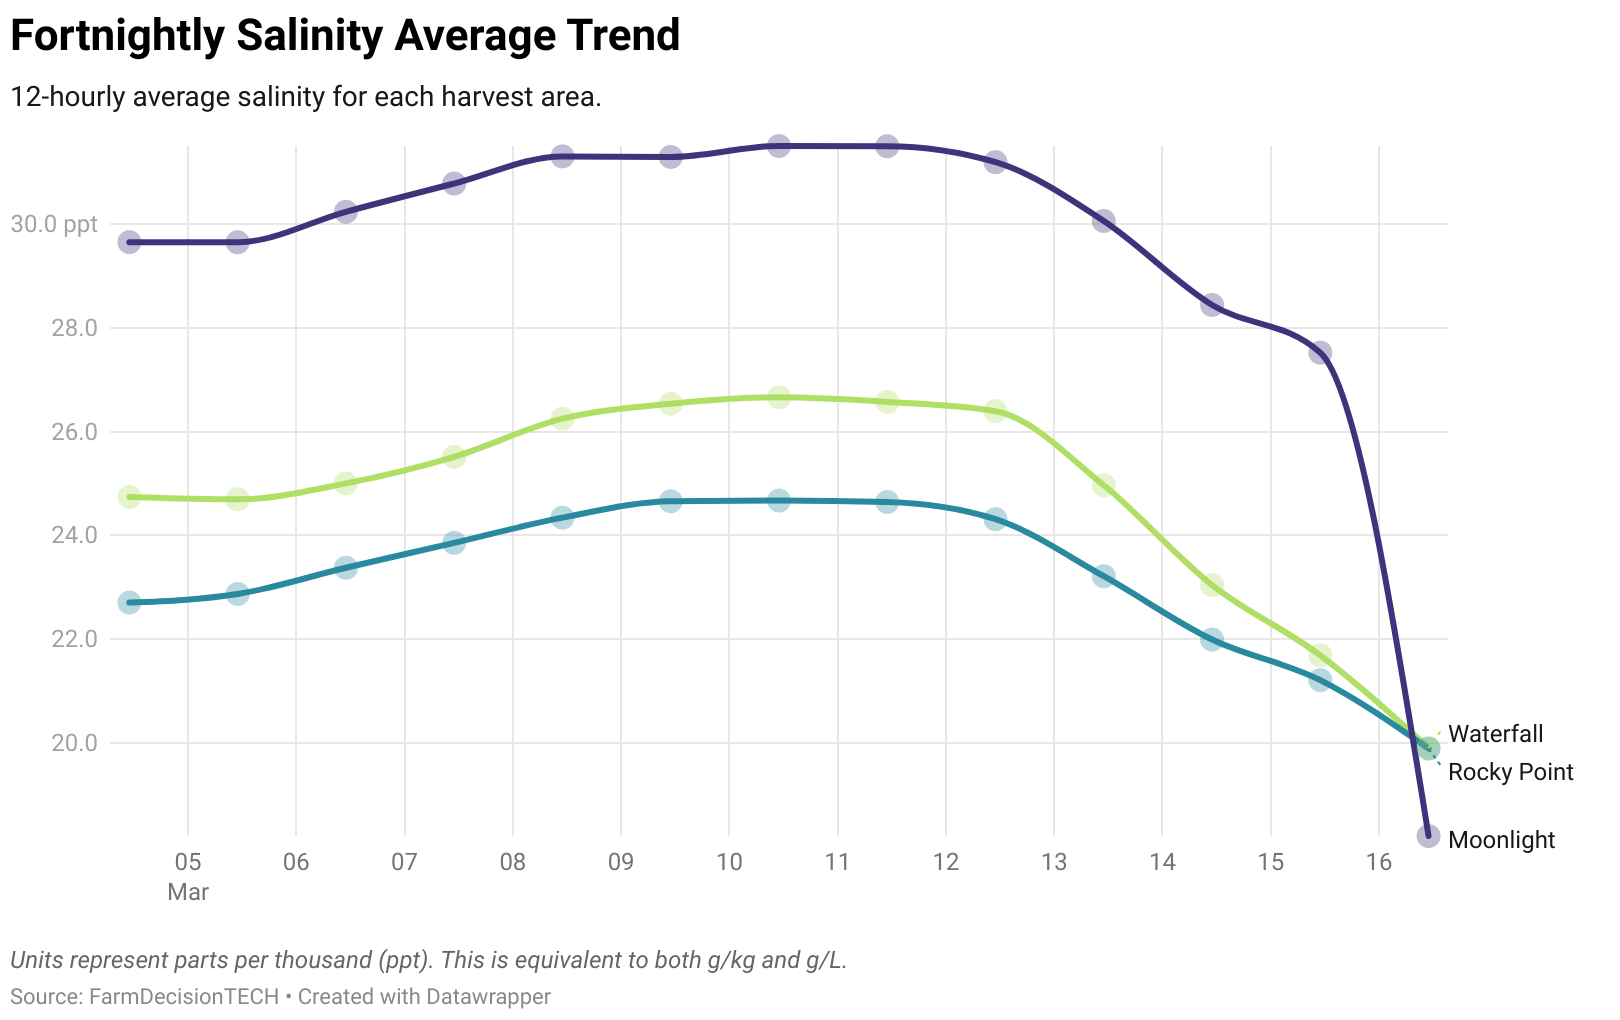 Fortnightly Salinity Average Trend
12-hourly average salinity for each harvest area.
30.0 ppt
28.0
26.0
24.0
22.0
20.0
Waterfall
Rocky Point
Moonlight
05 06 07 08 09 10 11 12 13 14 15 16
Mar
Units represent parts per thousand (ppt). This is equivalent to both g/kg and g/L.
Source: FarmDecisionTECH • Created with Datawrapper